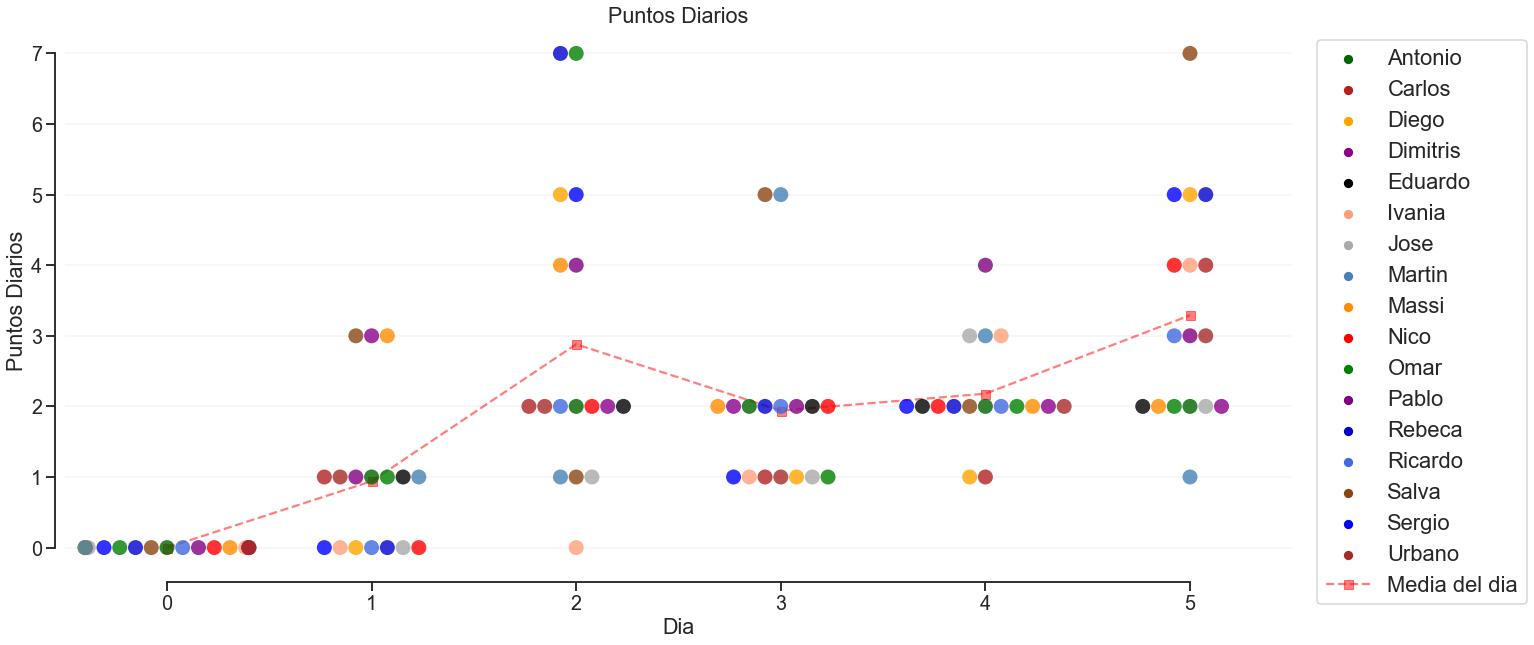 Puntos Diarios
Puntos Diarios
7
6
5
4
3
2
1
0
0 1 2 3 4 5
Dia
Antonio
Carlos
Diego
Dimitris
Eduardo
Ivania
Jose
Martin
Massi
Nico
Omar
Pablo
Rebeca
Ricardo
Salva
Sergio
Urbano
Media del dia